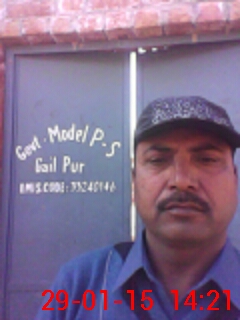 Govt. Model P-S
Gail Pur
EMIS.CODE: 33240146
29-01-15 14:21